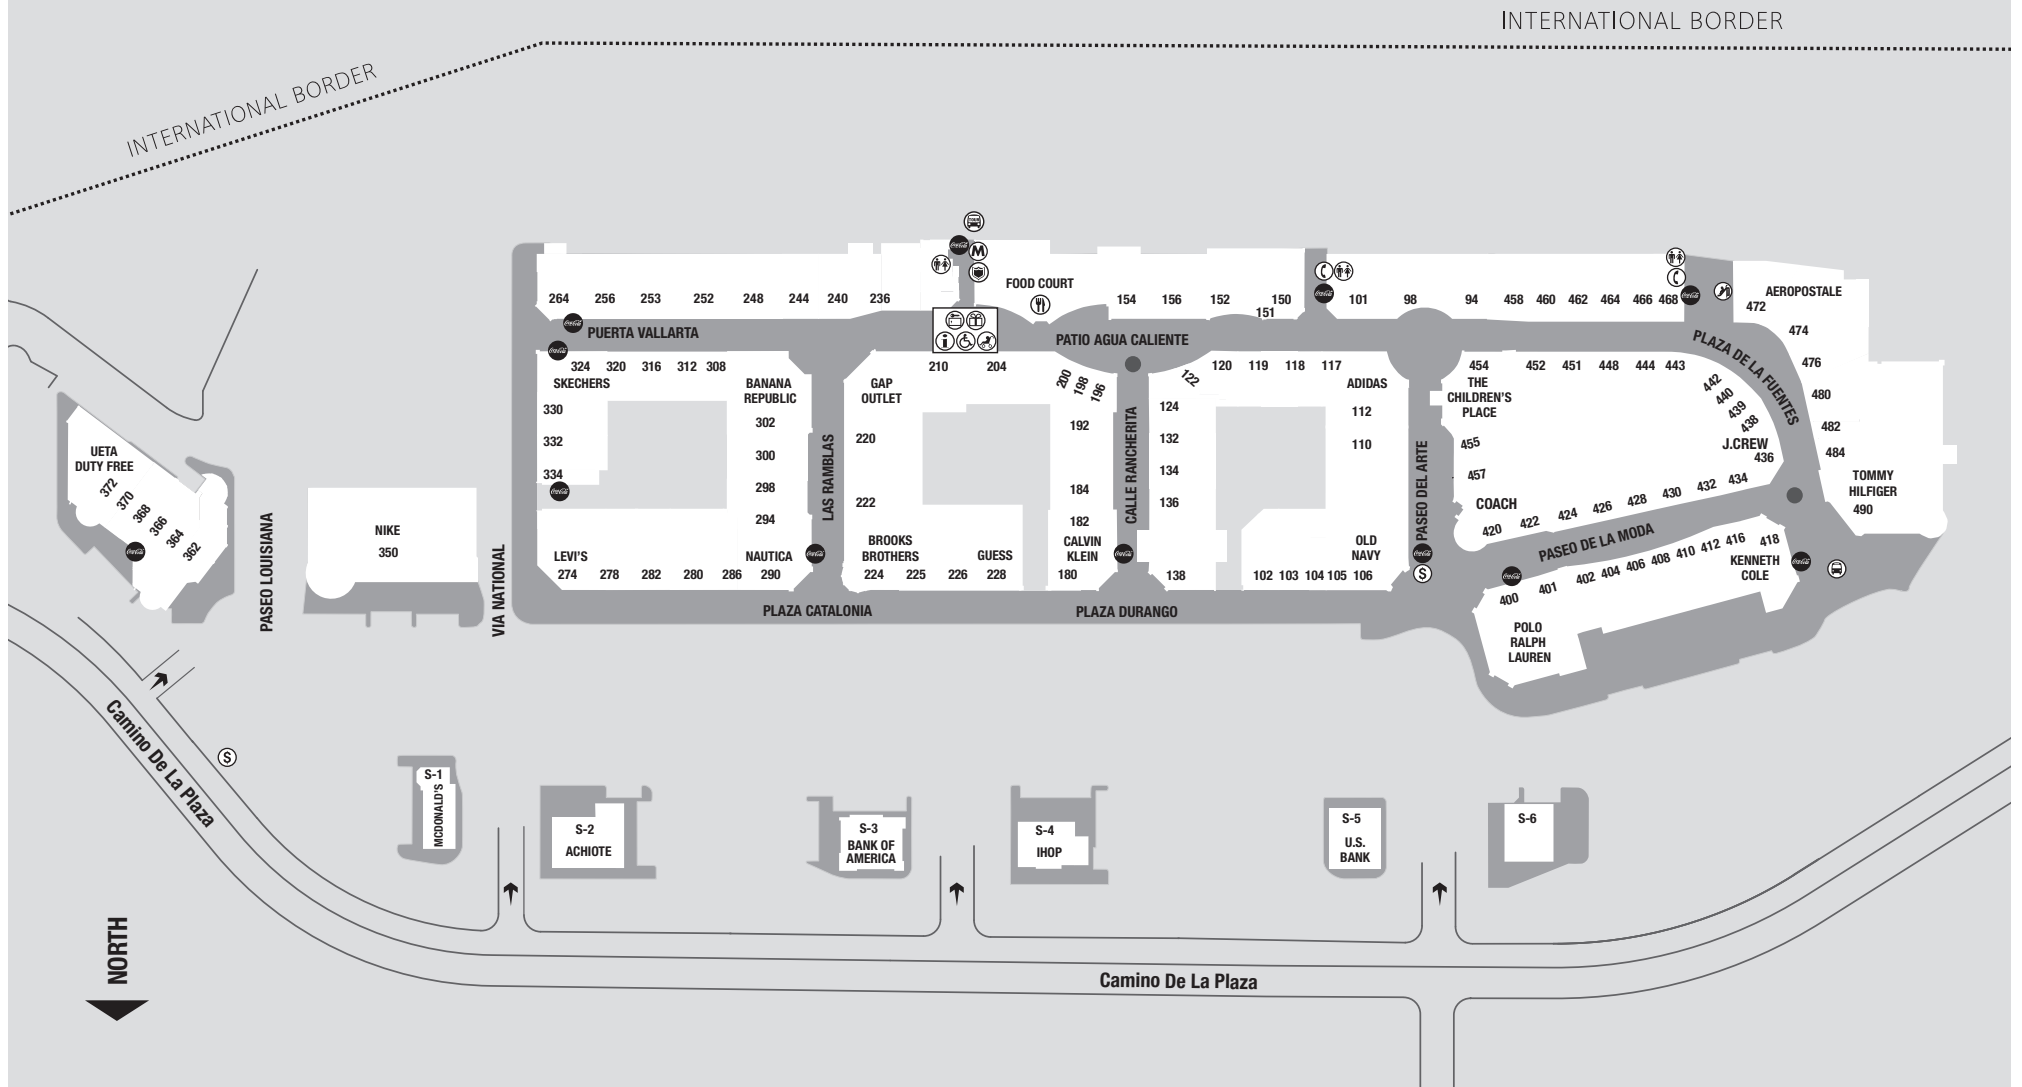 INTERNATIONAL BORDER
INTERNATIONAL BORDER
FOOD COURT
M
264 256 253 252 248 244 240 236
154 156 152 150
151
101 98 94 458 460 462 464 466 468
AEROPOSTALE
472
474
476
480
482
484
TOMMY
HILFIGER
490
PUERTA VALLARTA
PATIO AGUA CALIENTE
PLAZA DE LA FUENTES
324 320 316 312 308
SKECHERS
330
332
334
LEVI'S
274 278 282 280 286 290
BANANA
REPUBLIC
302
300
298
294
NAUTICA
LAS RAMBLAS
GAP
OUTLET
210 204
220
222
BROOKS
BROTHERS
GUESS
224 225 226 228
200 198 196
192
184
182
CALVIN
KLEIN
180
CALLE RANCHERITA
122
120 119 118 117
124
132
134
136
138
ADIDAS
112
110
OLD
NAVY
102 103 104 105 106
PASEO DEL ARTE
$
454 452 451 448 444 443
THE
CHILDREN'S
PLACE
455
457
COACH
442
440
439
438
J.CREW
436
420 422 424 426 428 430 432 434
PASEO DE LA MODA
400 401 402 404 406 408 410 412 416 418
KENNETH
COLE
POLO
RALPH
LAUREN
PLAZA CATALONIA
PLAZA DURANGO
UETA
DUTY FREE
372
370
368
366
364
362
PASEO LOUISIANA
NIKE
350
VIA NATIONAL
$
S-1
MCDONALD'S
S-2
ACHIOTE
S-3
BANK OF
AMERICA
S-4
IHOP
S-5
U.S.
BANK
S-6
Camino De La Plaza
Camino De La Plaza
NORTH